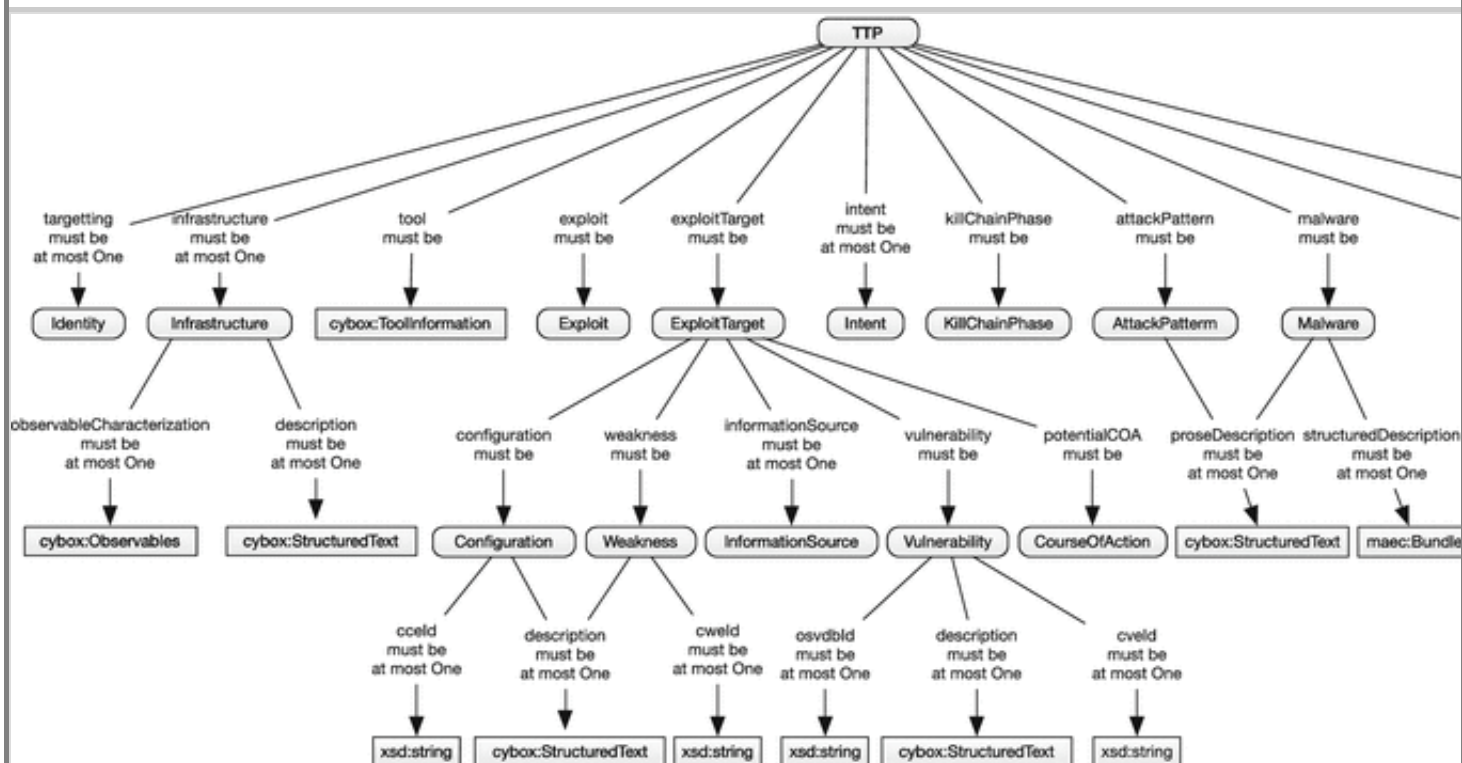 TTP
targetting
must be
at most One
infrastructure
must be
at most One
tool
must be
exploit
must be
exploitTarget
must be
intent
must be
at most One
killChainPhase
must be
attackPattern
must be
malware
must be
Identity
Infrastructure
cybox:ToolInformation
Exploit
ExploitTarget
Intent
KillChainPhase
AttackPatterm
Malware
observableCharacterization
must be
at most One
description
must be
at most One
configuration
must be
weakness
must be
informationSource
must be
at most One
vulnerability
must be
potentialCOA
must be
proseDescription
must be
at most One
structuredDescription
must be
at most One
cybox:Observables
cybox:StructuredText
Configuration
Weakness
InformationSource
Vulnerability
CourseOfAction
cybox:StructuredText
maec:Bundle
cceId
must be
at most One
description
must be
at most One
cweId
must be
at most One
osvdbId
must be
at most One
description
must be
at most One
cveId
must be
at most One
xsd:string
cybox:StructuredText
xsd:string
xsd:string
cybox:StructuredText
xsd:string